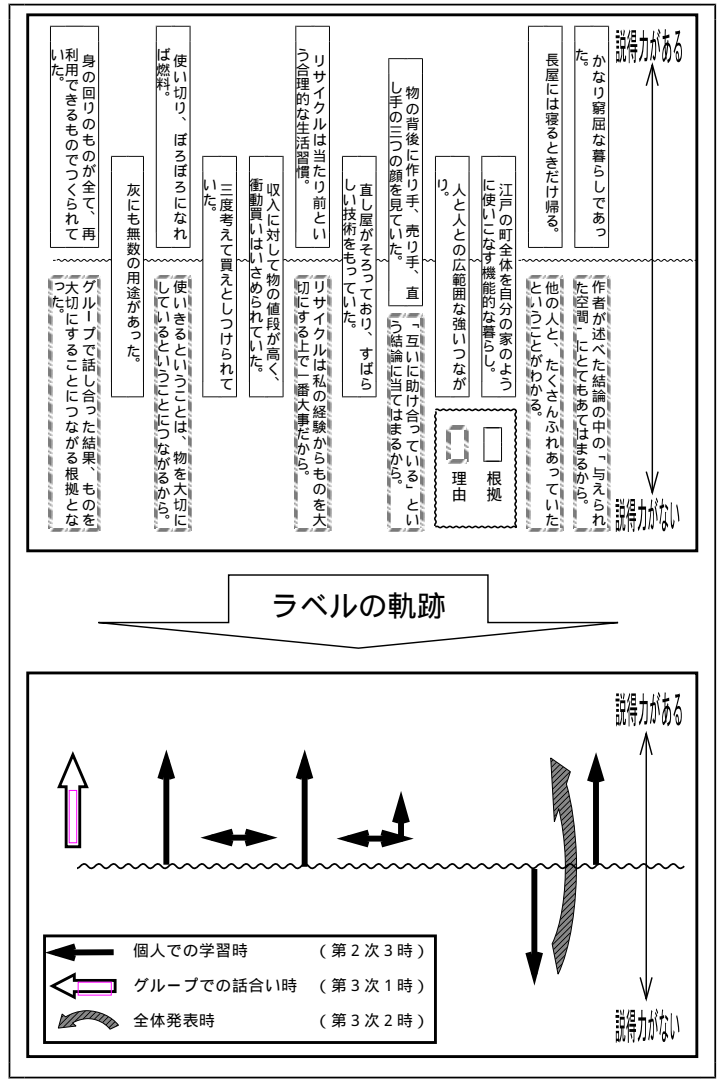 説得力がある
説得力がない
かなり窮屈な暮らしであっ
た。
作者が述べた結論の中の「与えられ
た空間」にとてもあてはまるから。
長屋には寝るときだけ帰る。
他の人と、たくさんふれあっていた
ということがわかる。
江戸の町全体を自分の家のよう
に使いこなす機能的な暮らし。
人と人との広範囲な強いつなが
り。
根拠
理由
物の背後に作り手、売り手、直
し手の三つの顔を見ていた。
「互いに助け合っている」とい
う結論に当てはまるから。
直し屋がそろっており、すばら
しい技術をもっていた。
リサイクルは当たり前とい
う合理的な生活習慣。
リサイクルは私の経験からものを大
切にする上で一番大事だから。
収入に対して物の値段が高く、
衝動買いはいさめられていた。
三度考えて買えとしつけられて
いた。
使い切り、ぼろぼろになれ
ば燃料。
使いきるということは、物を大切に
しているということにつながるから。
灰にも無数の用途があった。
身の回りのものが全て、再
利用できるものでつくられて
いた。
グループで話し合った結果、ものを
大切にすることにつながる根拠とな
った。
ラベルの軌跡
説得力がある
説得力がない
個人での学習時 (第2次3時)
グループでの話合い時 (第3次1時)
全体発表時 (第3次2時)